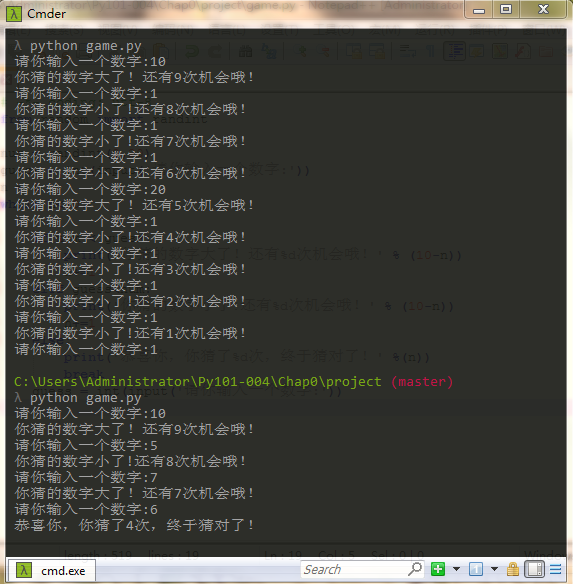 Cmder
λ python game.py
请你输入一个数字:10
你猜的数字大了! 还有9次机会哦!
请你输入一个数字:1
你猜的数字小了!还有8次机会哦!
请你输入一个数字:1
你猜的数字小了!还有7次机会哦!
请你输入一个数字:1
你猜的数字小了!还有6次机会哦!
请你输入一个数字:20
你猜的数字大了! 还有5次机会哦!
请你输入一个数字:1
你猜的数字小了!还有4次机会哦!
请你输入一个数字:1
你猜的数字小了!还有3次机会哦!
请你输入一个数字:1
你猜的数字小了!还有2次机会哦!
请你输入一个数字:1
你猜的数字小了!还有1次机会哦!
请你输入一个数字:1
C:\Users\Administrator\Py101-004\Chap0\project (master)
λ python game.py
请你输入一个数字:10
你猜的数字大了! 还有9次机会哦!
请你输入一个数字:5
你猜的数字小了!还有8次机会哦!
请你输入一个数字:7
你猜的数字大了! 还有7次机会哦!
请你输入一个数字:6
恭喜你, 你猜了4次, 终于猜对了!
cmd.exe
Search